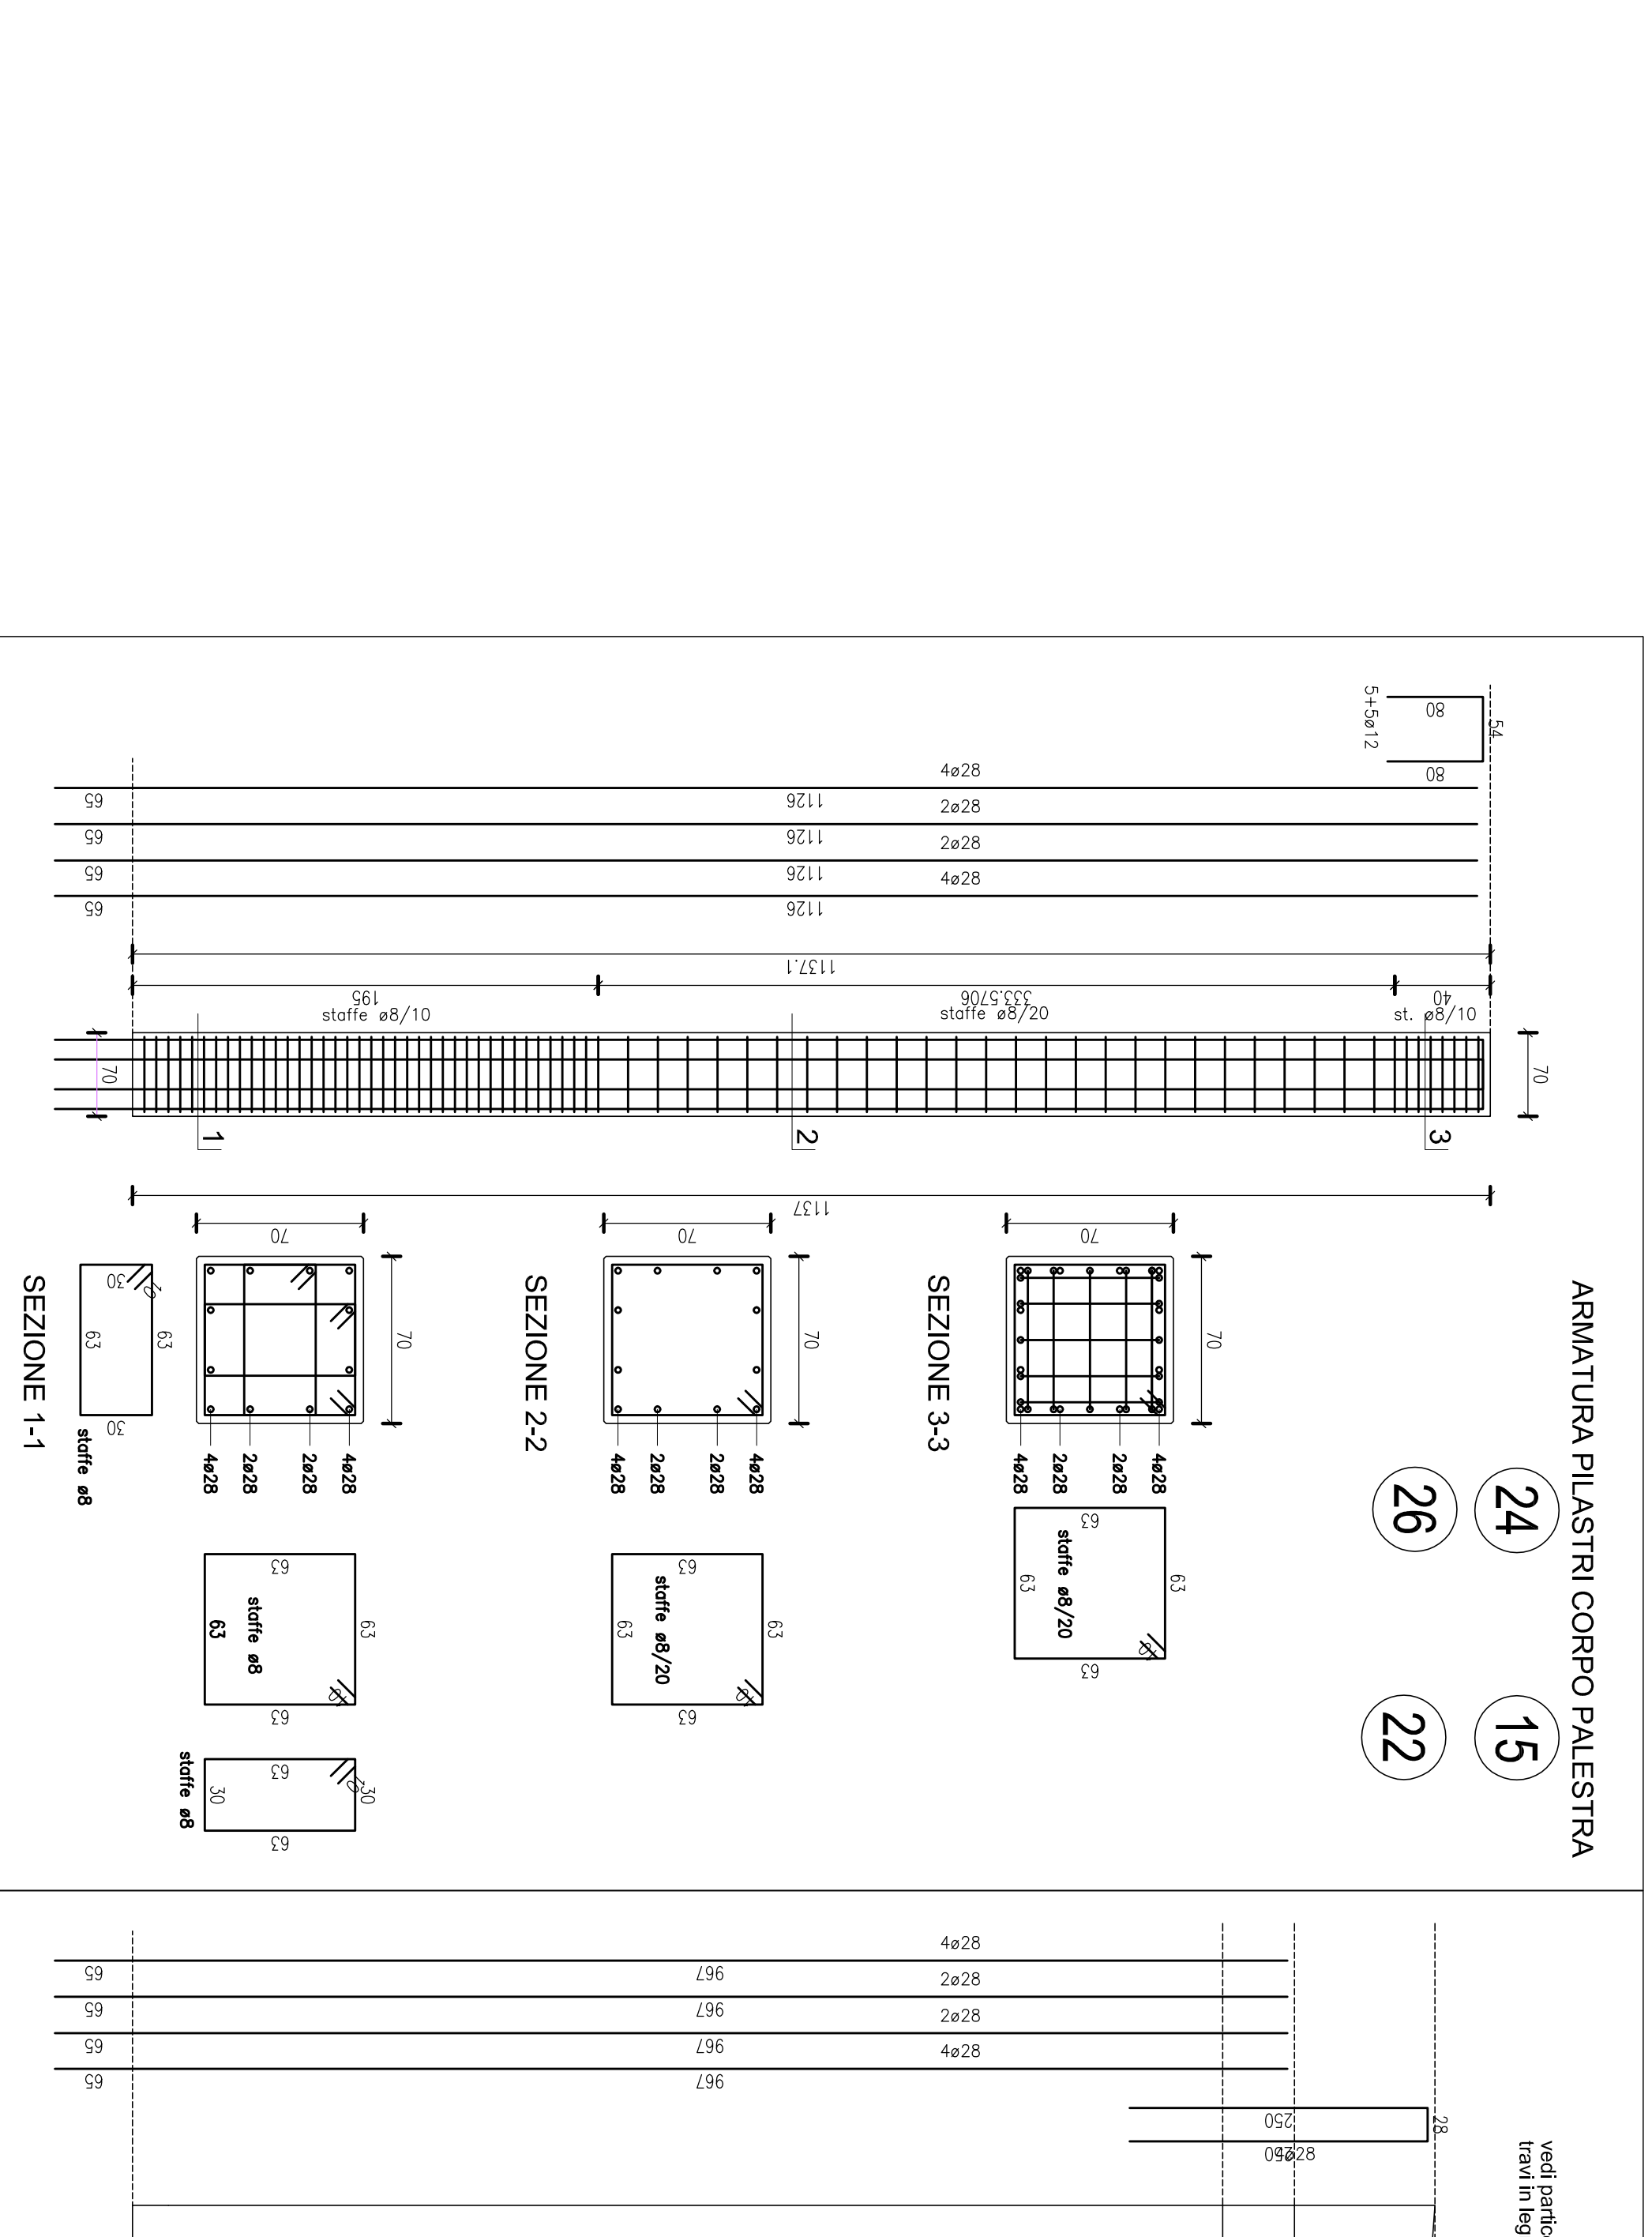 ARMATURA PILASTRI CORPO PALESTRA
24
15
26
22
54
80
80
5+5ø12
4ø28
1126
65
2ø28
1126
65
2ø28
1126
65
4ø28
1126
65
1137.1
40
333.5706
195
st. ø8/10
staffe ø8/20
staffe ø8/10
70
70
3
2
1
1137
70
70
4ø28
2ø28
2ø28
4ø28
SEZIONE 3-3
63
63
63
63
staffe ø8/20
70
70
4ø28
2ø28
2ø28
4ø28
SEZIONE 2-2
63
63
63
63
staffe ø8/20
70
70
4ø28
2ø28
2ø28
4ø28
SEZIONE 1-1
63
63
63
63
staffe ø8
30
63
63
30
staffe ø8
63
30
30
63
staffe ø8
4ø28
967
65
2ø28
967
65
2ø28
967
65
4ø28
967
65
28
250
250
4ø28
vedi partic
travi in leg